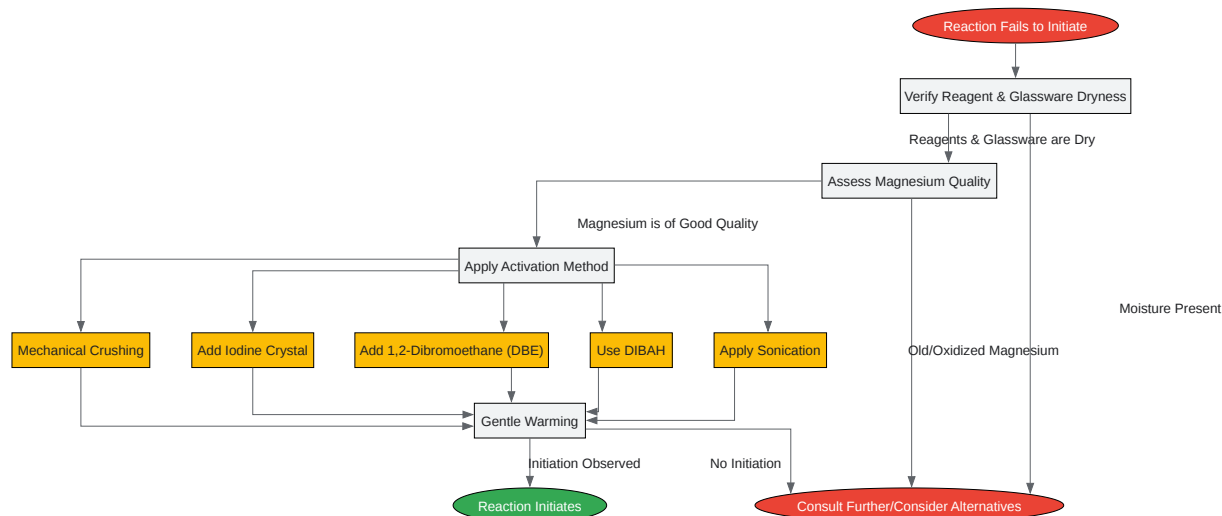 Reaction Fails to Initiate
Verify Reagent & Glassware Dryness
Reagents & Glassware are Dry
Assess Magnesium Quality
Magnesium is of Good Quality
Apply Activation Method
Moisture Present
Mechanical Crushing
Add Iodine Crystal
Add 1,2-Dibromoethane (DBE)
Use DIBAH
Apply Sonication
Old/Oxidized Magnesium
Gentle Warming
Initiation Observed
No Initiation
Reaction Initiates
Consult Further/Consider Alternatives